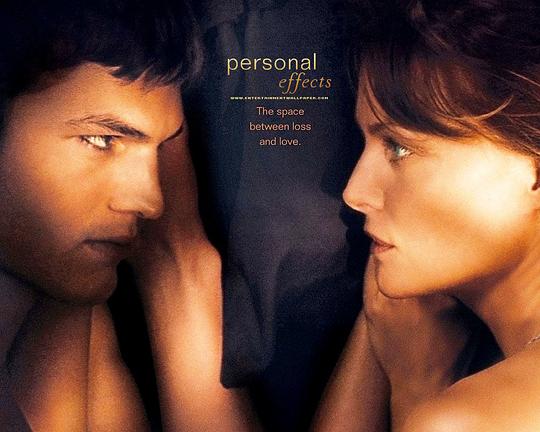 personal
effects
WWW.ENTERTAINMENTWALLPAPER.COM
The space
between loss
and love.